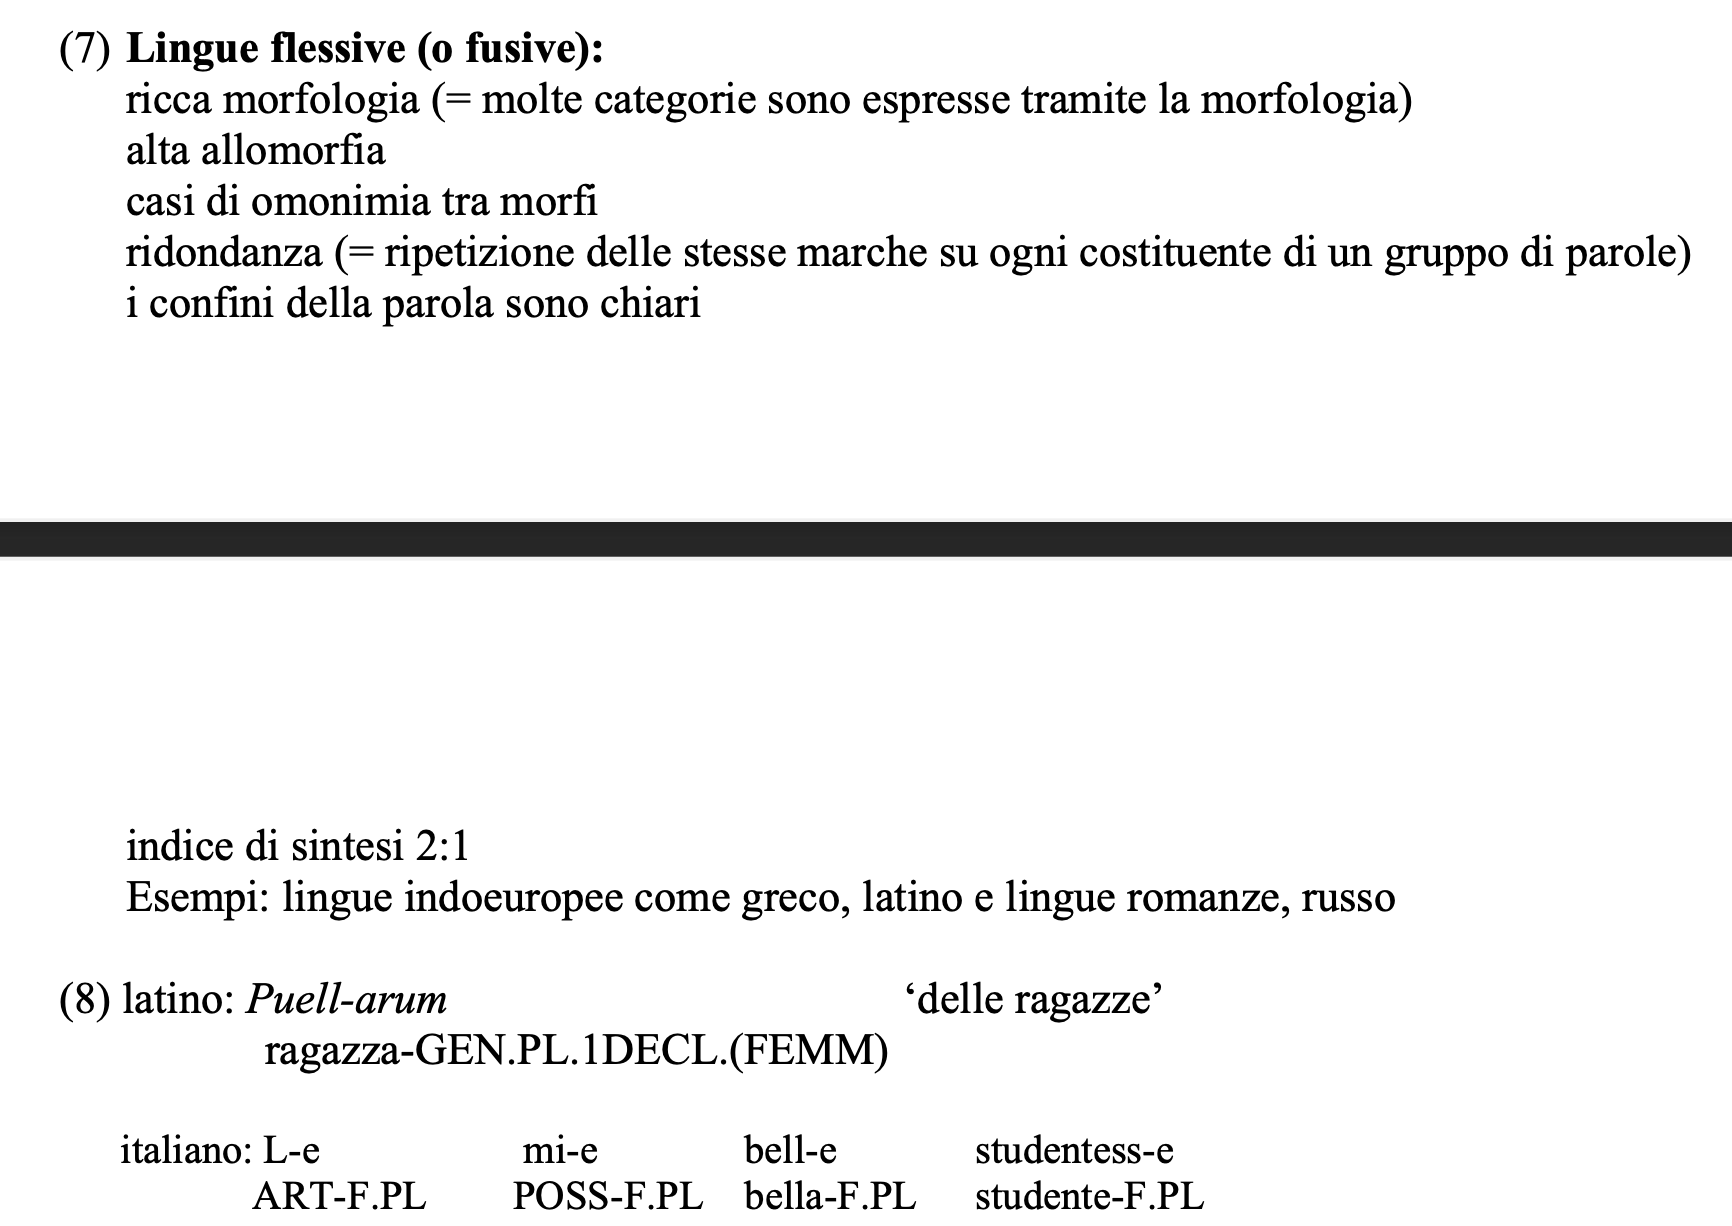 (7) Lingue flessive (o fusive):
ricca morfologia (= molte categorie sono espresse tramite la morfologia)
alta allomorfia
casi di omonimia tra morfi
ridondanza (= ripetizione delle stesse marche su ogni costituente di un gruppo di parole)
i confini della parola sono chiari
indice di sintesi 2:1
Esempi: lingue indoeuropee come greco, latino e lingue romanze, russo
(8) latino: Puell-arum ‘delle ragazze’
ragazza-GEN.PL.1DECL.(FEMM)
italiano: L-e mi-e bell-e studentess-e
ART-F.PL POSS-F.PL bella-F.PL studente-F.PL